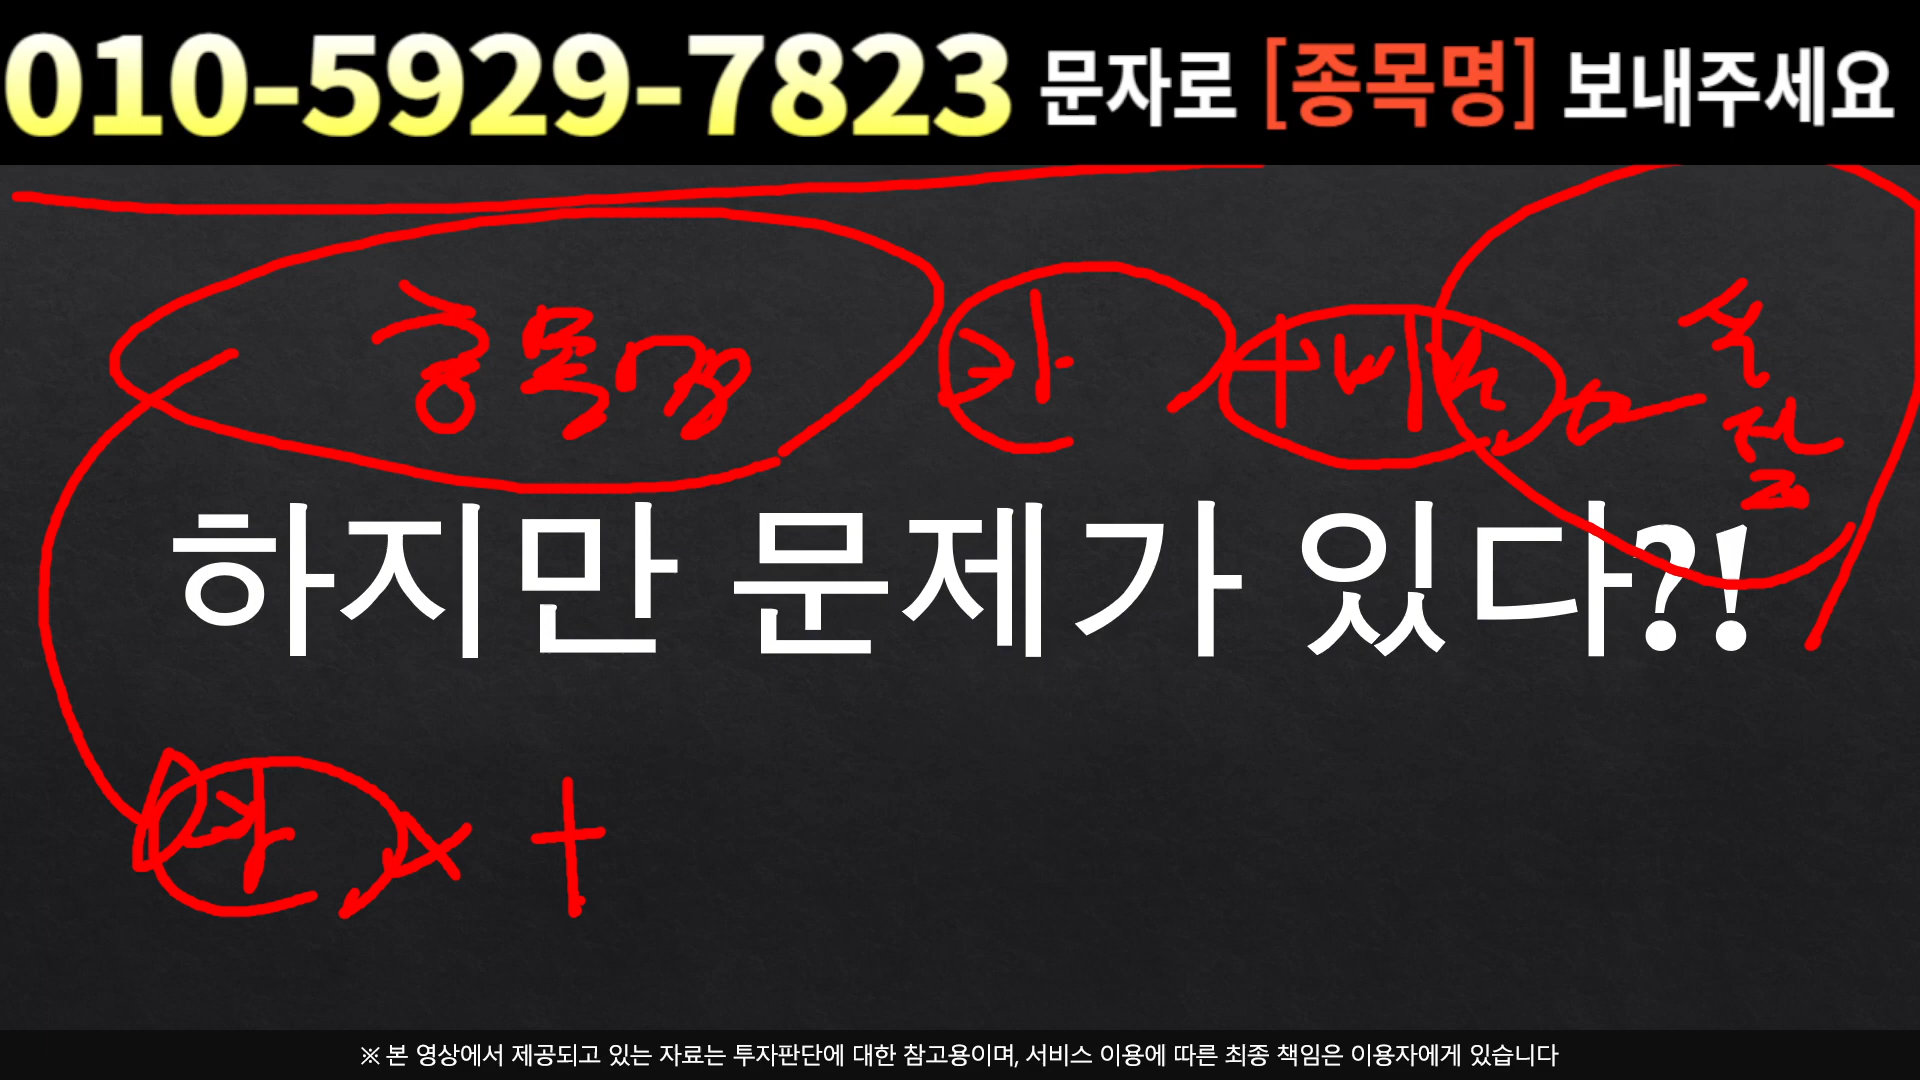 010-5929-7823 문자로 [종목명] 보내주세요
종목명
하지만 문제가 있다?!
※ 본 영상에서 제공되고 있는 자료는 투자판단에 대한 참고용이며, 서비스 이용에 따른 최종 책임은 이용자에게 있습니다